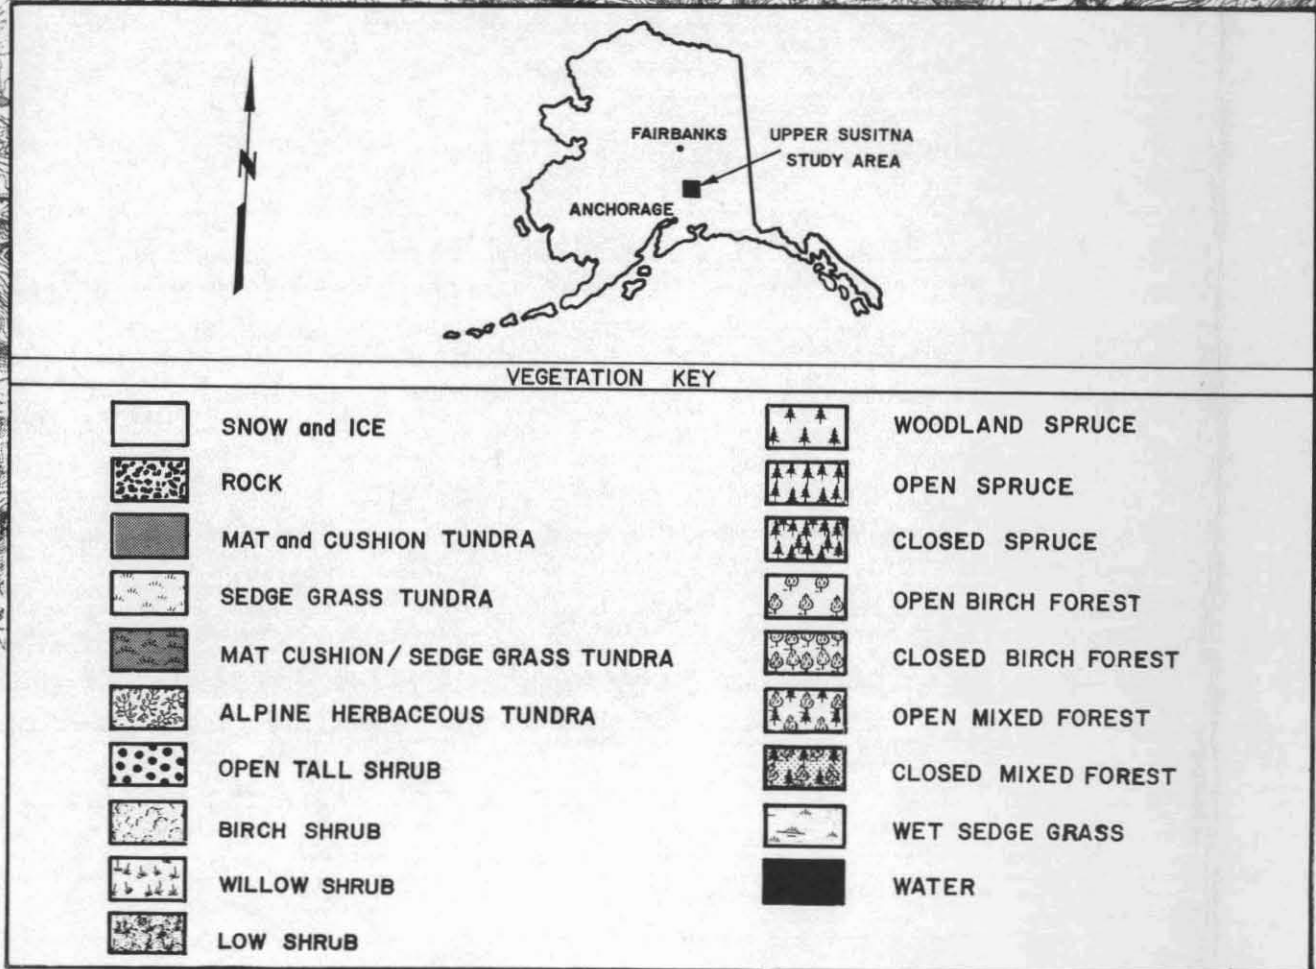 N
FAIRBANKS
UPPER SUSITNA
STUDY AREA
ANCHORAGE
VEGETATION KEY
SNOW and ICE
ROCK
MAT and CUSHION TUNDRA
SEDGE GRASS TUNDRA
MAT CUSHION/ SEDGE GRASS TUNDRA
ALPINE HERBACEOUS TUNDRA
OPEN TALL SHRUB
BIRCH SHRUB
WILLOW SHRUB
LOW SHRUB
WOODLAND SPRUCE
OPEN SPRUCE
CLOSED SPRUCE
OPEN BIRCH FOREST
CLOSED BIRCH FOREST
OPEN MIXED FOREST
CLOSED MIXED FOREST
WET SEDGE GRASS
WATER